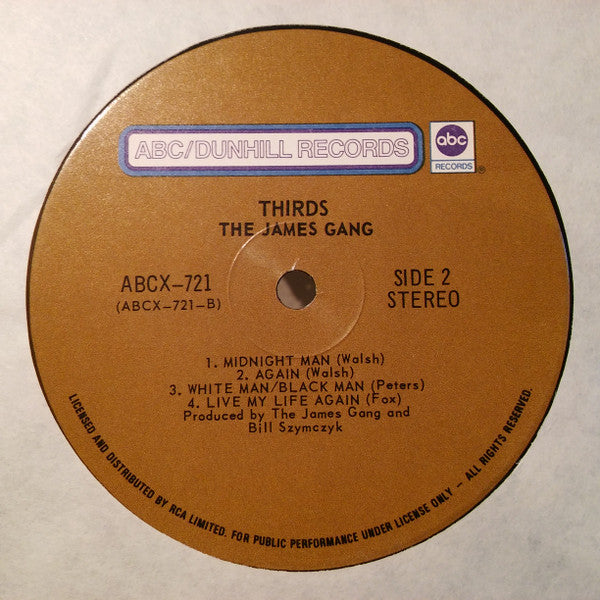 ABC/DUNHILL RECORDS
abc
RECORDS
®
THIRDS
THE JAMES GANG
ABCX-721
(ABCX-721-B)
SIDE 2
STEREO
1. MIDNIGHT MAN (Walsh)
2. AGAIN (Walsh)
3. WHITE MAN/BLACK MAN (Peters)
4. LIVE MY LIFE AGAIN (Fox)
Produced by The James Gang and
Bill Szymczyk
LICENSED AND DISTRIBUTED BY RCA LIMITED. FOR PUBLIC PERFORMANCE UNDER LICENSE ONLY - ALL RIGHTS RESERVED.